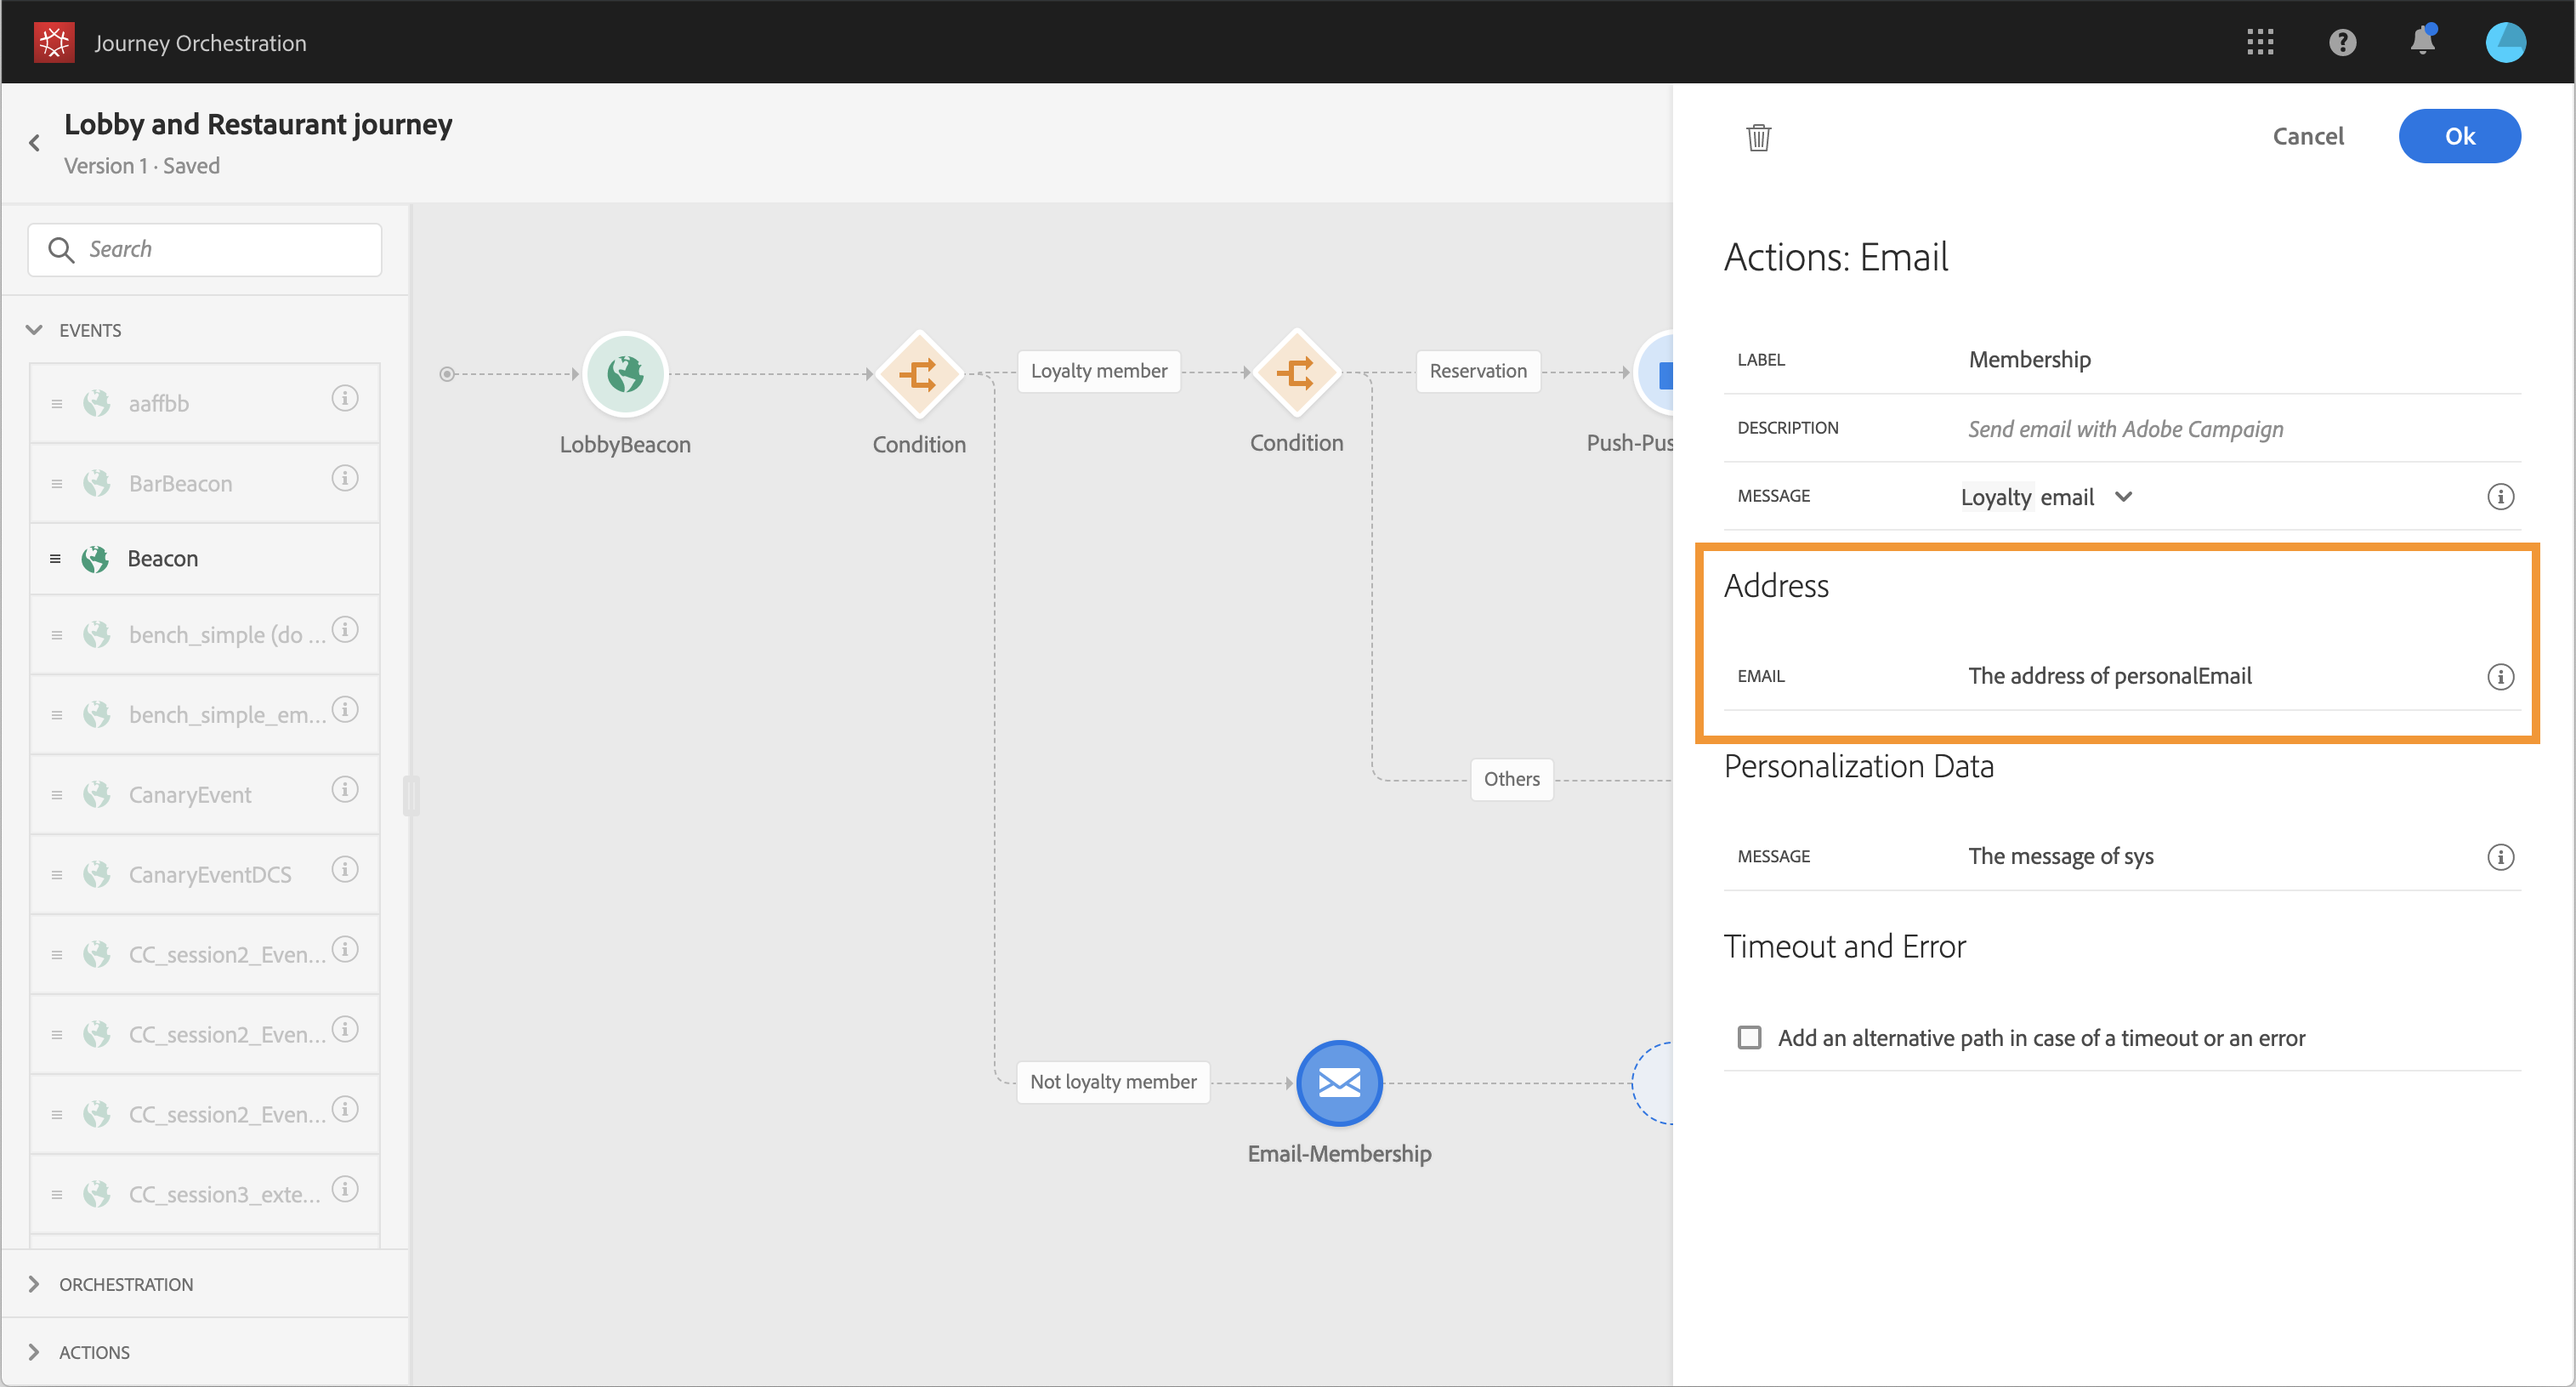 Journey Orchestration
Lobby and Restaurant journey
Version 1 · Saved
Search
EVENTS
aaffbb
BarBeacon
Beacon
bench_simple (do ...
bench_simple_em...
CanaryEvent
CanaryEventDCS
CC_session2_Even...
CC_session2_Even...
CC_session2_Even...
CC_session3_exte...
ORCHESTRATION
ACTIONS
LobbyBeacon
Condition
Loyalty member
Condition
Reservation
Push-Pus
Others
Not loyalty member
Email-Membership
Cancel
Ok
Actions: Email
LABEL Membership
DESCRIPTION Send email with Adobe Campaign
MESSAGE Loyalty email
Address
EMAIL The address of personalEmail
Personalization Data
MESSAGE The message of sys
Timeout and Error
Add an alternative path in case of a timeout or an error